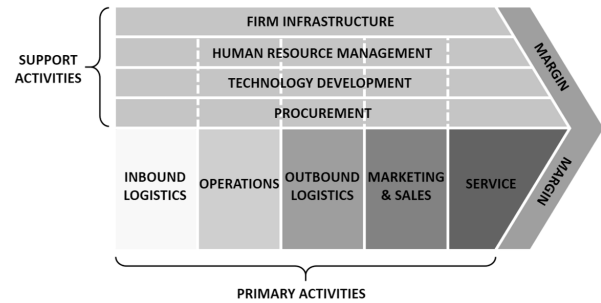 FIRM INFRASTRUCTURE
HUMAN RESOURCE MANAGEMENT
TECHNOLOGY DEVELOPMENT
PROCUREMENT
SUPPORT
ACTIVITIES
MARGIN
MARGIN
INBOUND
LOGISTICS
OPERATIONS
OUTBOUND
LOGISTICS
MARKETING
& SALES
SERVICE
PRIMARY ACTIVITIES